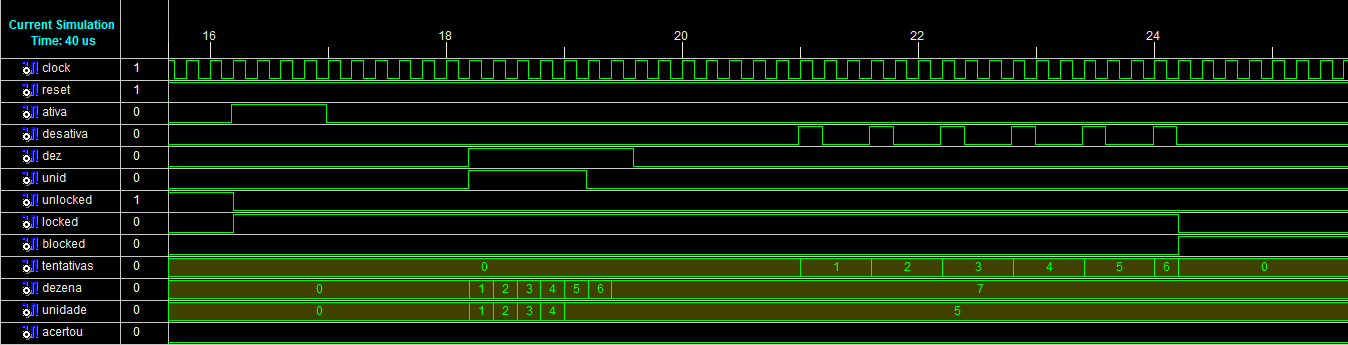 Current Simulation
Time: 40 us
16 18 20 22 24
clock 1
reset 1
ativa 0
desativa 0
dez 0
unid 0
unlocked 1
locked 0
blocked 0
tentativas 0 0 1 2 3 4 5 6 0
dezena 0 0 1 2 3 4 5 6 7
unidade 0 0 1 2 3 4 5
acertou 0